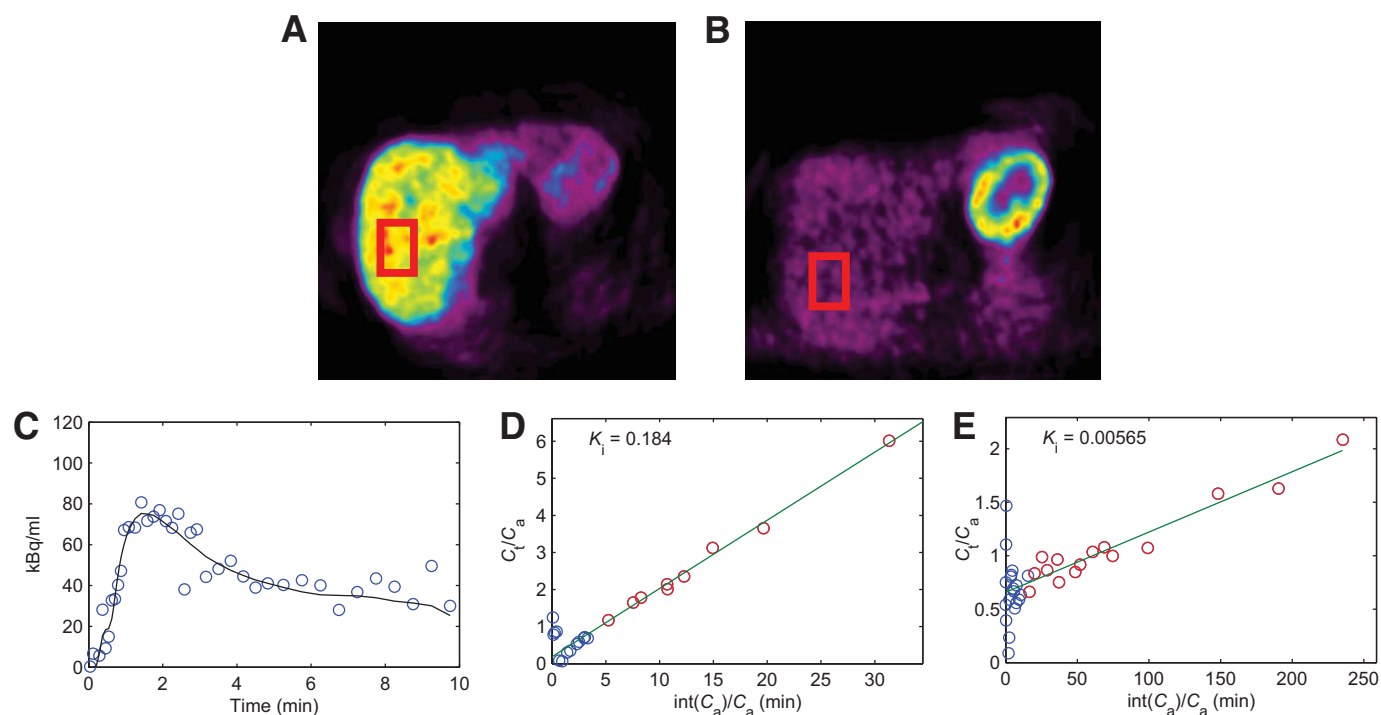 A
B
C
120
100
80
60
40
20
0
kBq/ml
0 2 4 6 8 10
Time (min)
D
K_i = 0.184
6
5
4
3
2
1
0
C_t/C_a
0 5 10 15 20 25 30
int(C_a)/C_a (min)
E
K_i = 0.00565
2
1.5
1
0.5
0
C_t/C_a
0 50 100 150 200 250
int(C_a)/C_a (min)